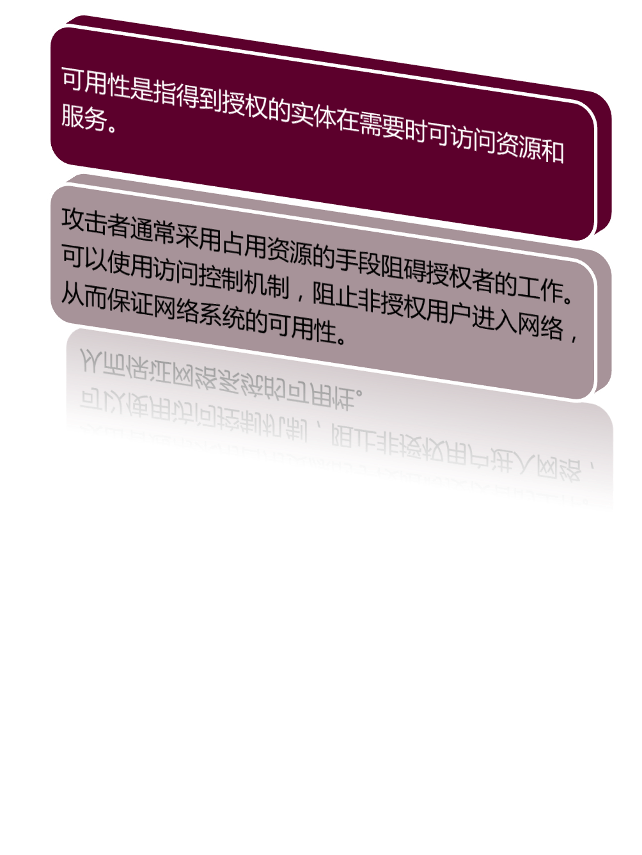 可用性是指得到授权的实体在需要时可访问资源和
服务。
攻击者通常采用占用资源的手段阻碍授权者的工作。
可以使用访问控制机制，阻止非授权用户进入网络，
从而保证网络系统的可用性。